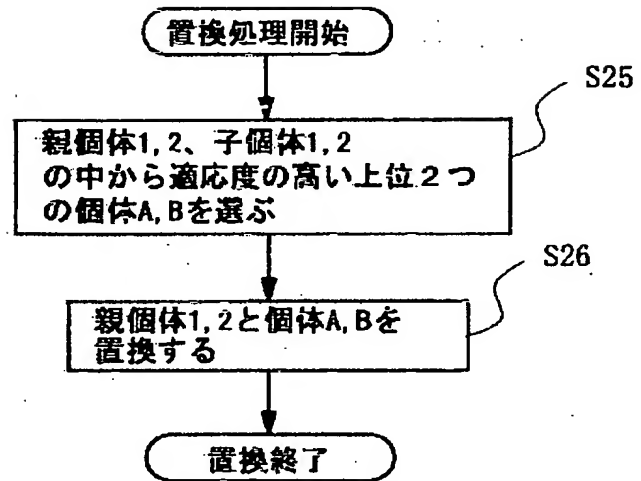 置換処理開始
S25
親個体1,2、子個体1,2
の中から適応度の高い上位２つ
の個体A,Bを選ぶ
S26
親個体1,2と個体A,Bを
置換する
置換終了